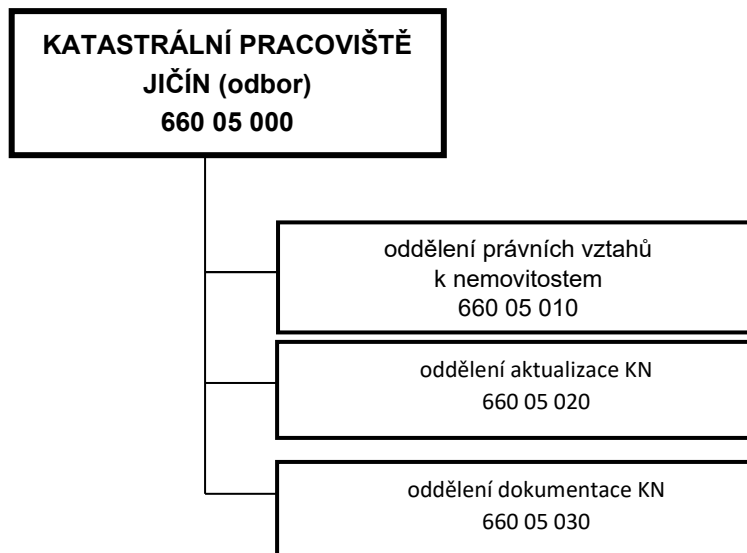 KATASTRÁLNÍ PRACOVIŠTĚ
JIČÍN (odbor)
660 05 000
oddělení právních vztahů
k nemovitostem
660 05 010
oddělení aktualizace KN
660 05 020
oddělení dokumentace KN
660 05 030